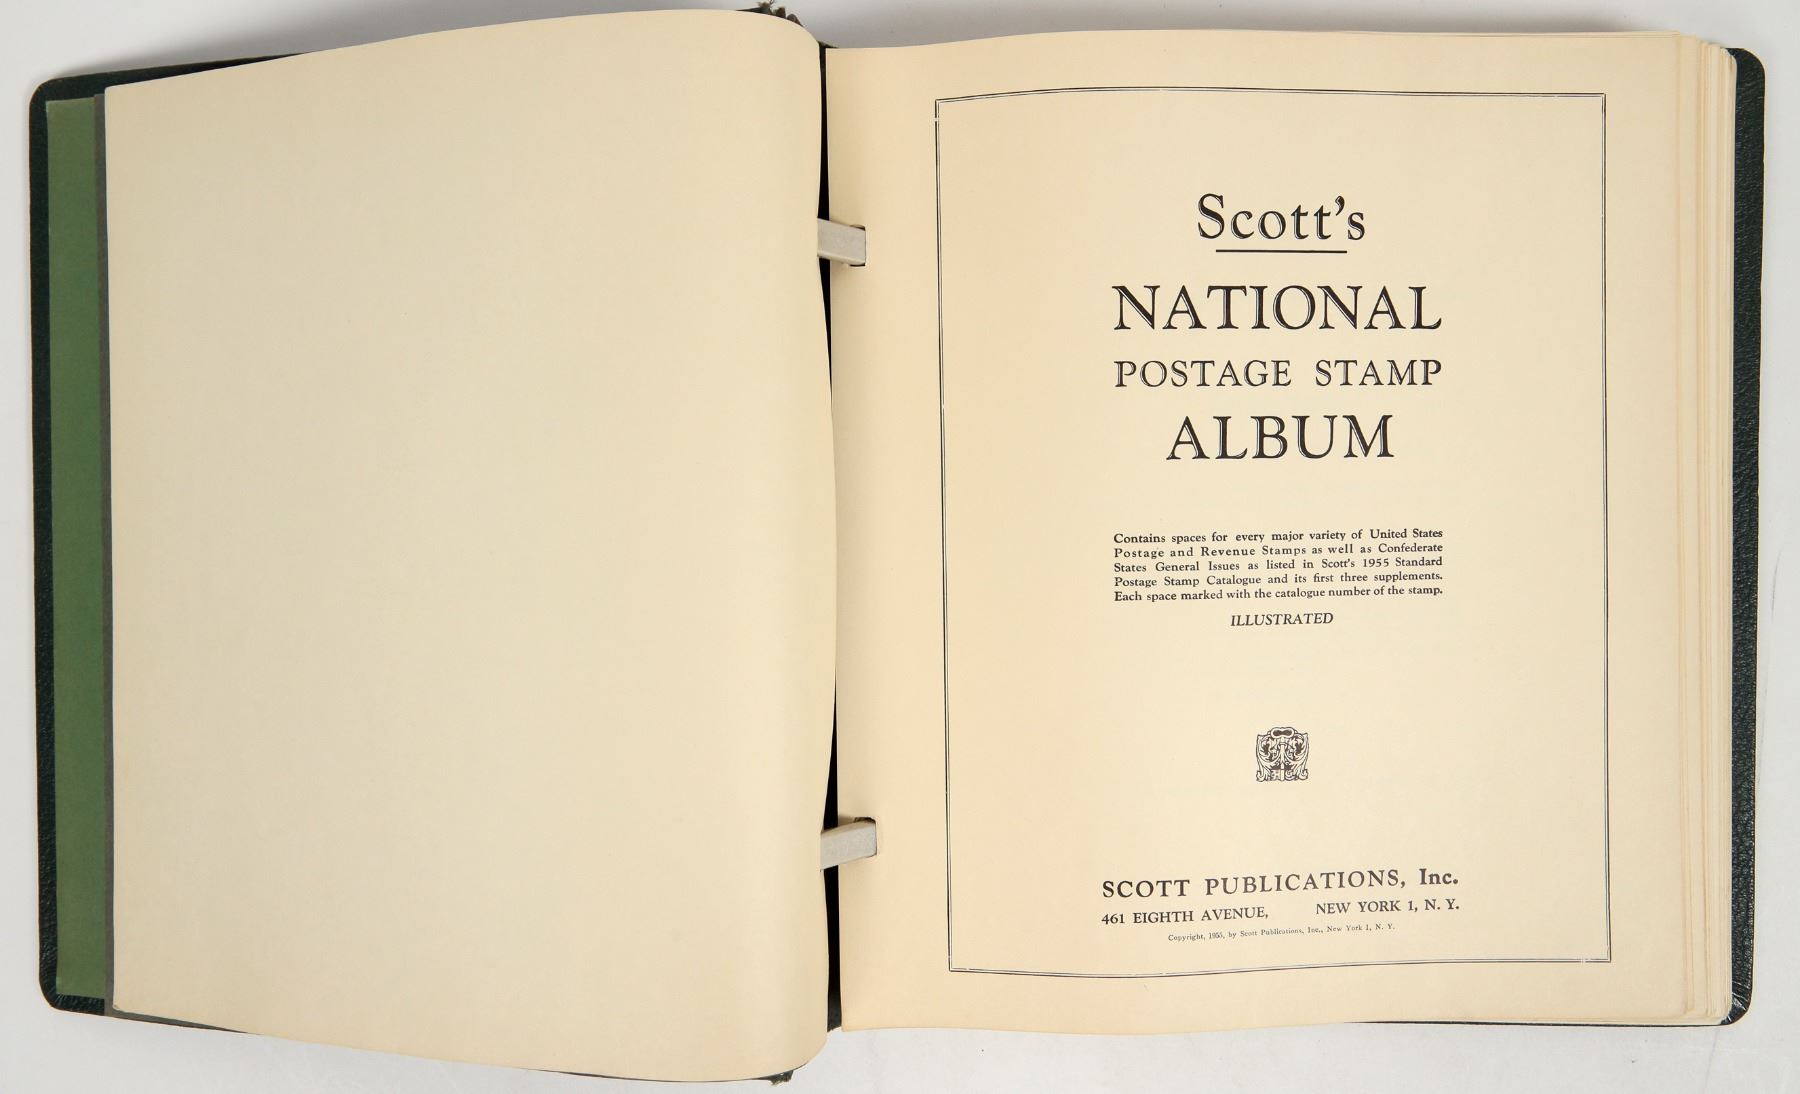 Scott's
NATIONAL
POSTAGE STAMP
ALBUM
Contains spaces for every major variety of United States
Postage and Revenue Stamps as well as Confederate
States General Issues as listed in Scott's 1955 Standard
Postage Stamp Catalogue and its first three supplements.
Each space marked with the catalogue number of the stamp.
ILLUSTRATED
SCOTT PUBLICATIONS, Inc.
461 EIGHTH AVENUE, NEW YORK 1, N. Y.
Copyright, 1955, by Scott Publications, Inc., New York 1, N. Y.